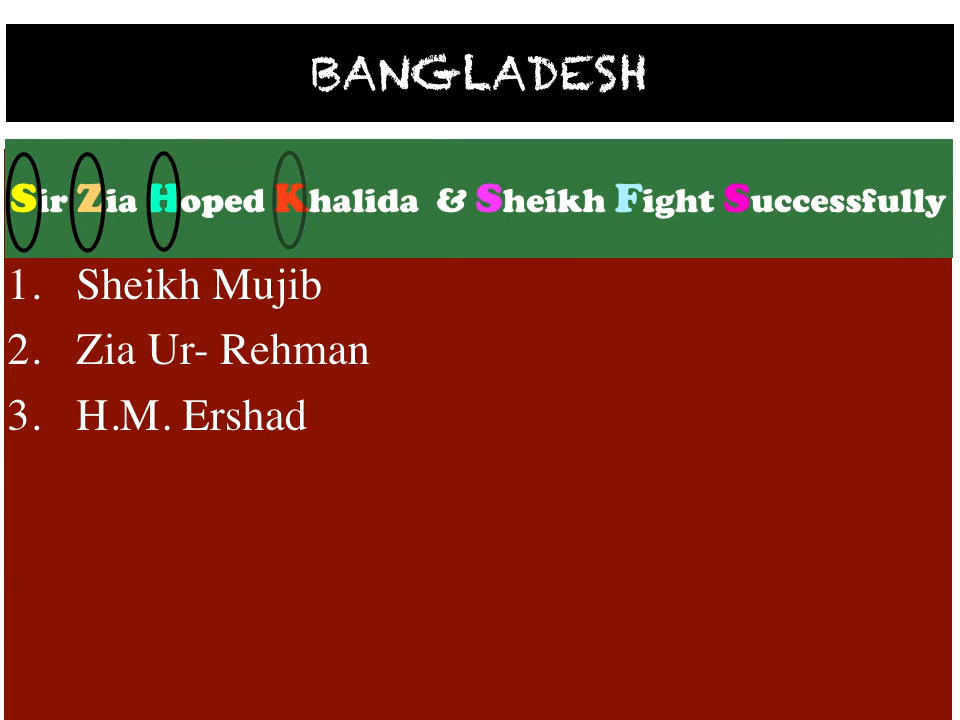 BANGLADESH
Sir Zia Hoped Khalida & Sheikh Fight Successfully
1. Sheikh Mujib
2. Zia Ur- Rehman
3. H.M. Ershad